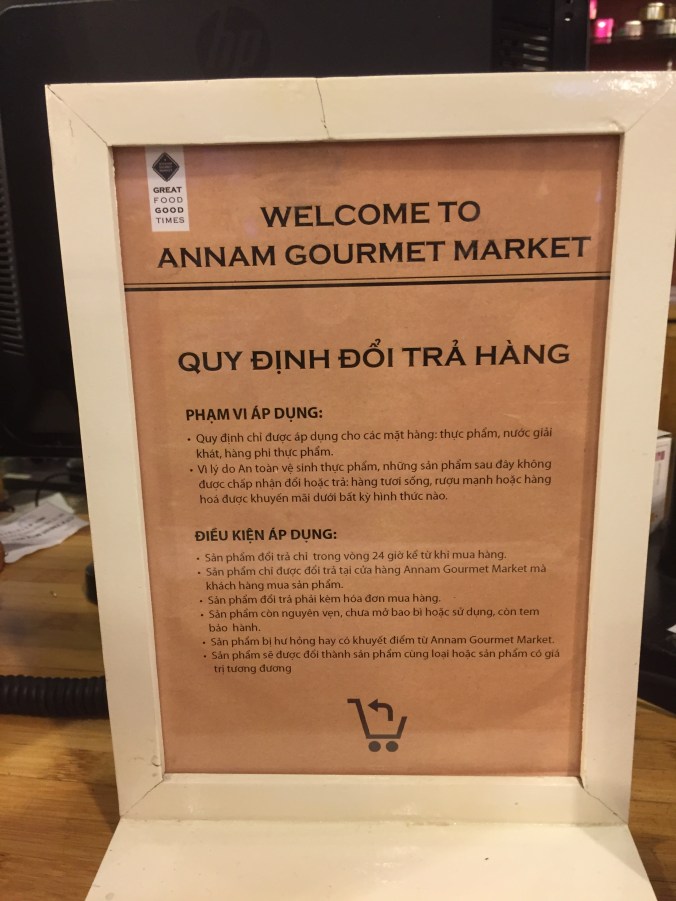 hp
GREAT
FOOD
GOOD
TIMES
WELCOME TO
ANNAM GOURMET MARKET
QUY ĐỊNH ĐỔI TRẢ HÀNG
PHẠM VI ÁP DỤNG:
• Quy định chỉ được áp dụng cho các mặt hàng: thực phẩm, nước giải
khát, hàng phi thực phẩm.
• Vì lý do An toàn vệ sinh thực phẩm, những sản phẩm sau đây không
được chấp nhận đổi hoặc trả: hàng tươi sống, rượu mạnh hoặc hàng
hoá được khuyến mãi dưới bất kỳ hình thức nào.
ĐIỀU KIỆN ÁP DỤNG:
• Sản phẩm đổi trả chỉ trong vòng 24 giờ kể từ khi mua hàng.
• Sản phẩm chỉ được đổi trả tại cửa hàng Annam Gourmet Market mà
khách hàng mua sản phẩm.
• Sản phẩm đổi trả phải kèm hóa đơn mua hàng.
• Sản phẩm còn nguyên vẹn, chưa mở bao bì hoặc sử dụng, còn tem
bảo hành.
• Sản phẩm bị hư hỏng hay có khuyết điểm từ Annam Gourmet Market.
• Sản phẩm sẽ được đổi thành sản phẩm cùng loại hoặc sản phẩm có giá
trị tương đương